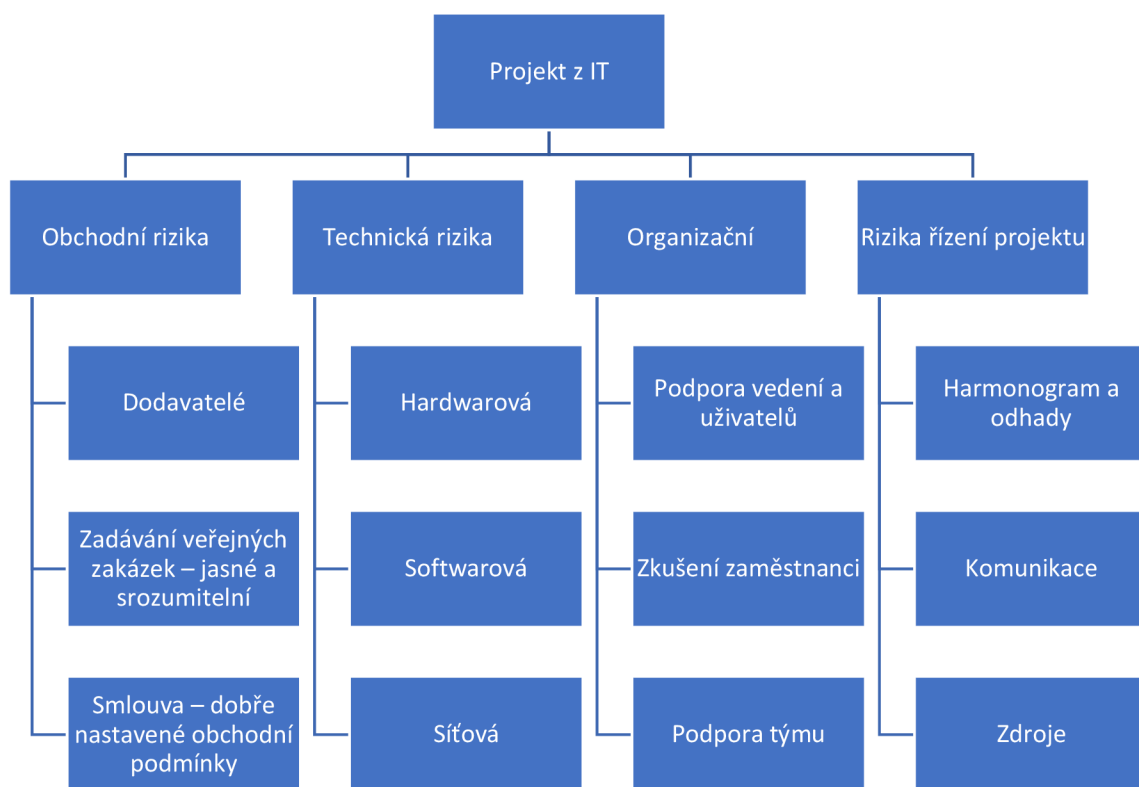 Projekt z IT
Obchodní rizika
Technická rizika
Organizační
Rizika řízení projektu
Dodavatelé
Hardwarová
Podpora vedení a
uživatelů
Harmonogram a
odhady
Zadávání veřejných
zakázek – jasné a
srozumitelní
Softwarová
Zkušení zaměstnanci
Komunikace
Smlouva – dobře
nastavené obchodní
podmínky
Síťová
Podpora týmu
Zdroje